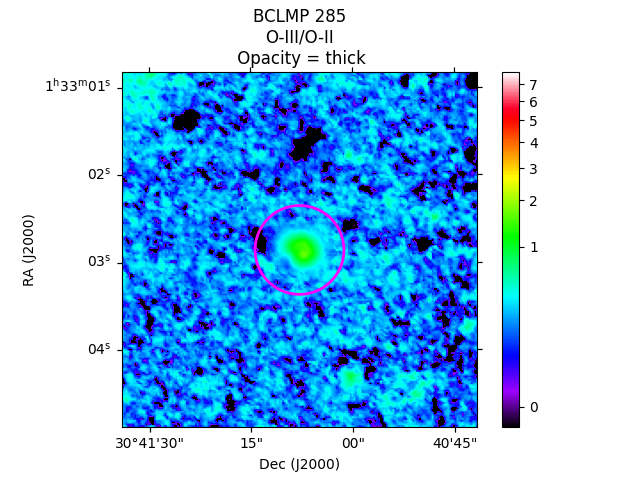 BCLMP 285
O-III/O-II
Opacity = thick
1ʰ33ᵐ01ˢ
02ˢ
03ˢ
04ˢ
RA (J2000)
30°41'30"
15"
00"
40'45"
Dec (J2000)
7
6
5
4
3
2
1
0